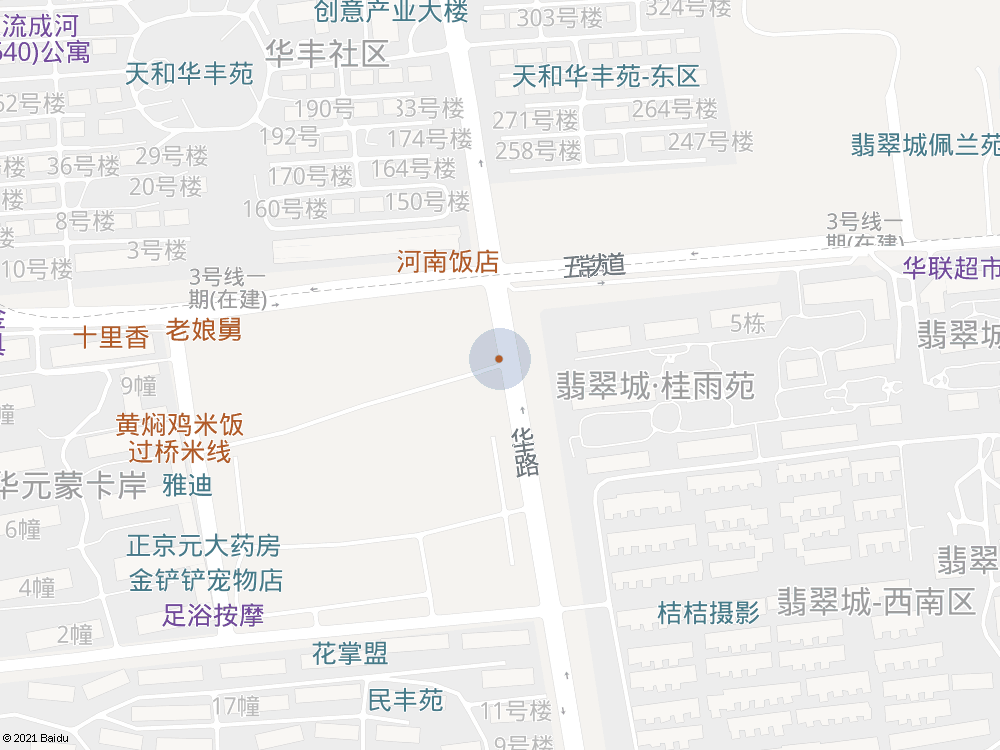 创意产业大楼
303号楼
324号楼
流成河
640)公寓
华丰社区
天和华丰苑
天和华丰苑-东区
52号楼
190号
33号楼
271号楼
264号楼
192号
174号楼
258号楼
247号楼
翡翠城佩兰苑
36号楼
29号楼
170号楼
164号楼
20号楼
160号楼
150号楼
8号楼
3号线一
期(在建)
3号楼
10号楼
河南饭店
3号线一
期(在建)
华联超市
十里香
老娘舅
5栋
翡翠城
9幢
翡翠城·桂雨苑
黄焖鸡米饭
过桥米线
华元蒙卡岸
雅迪
6幢
正京元大药房
金铲铲宠物店
4幢
足浴按摩
翡翠城-西南区
桔桔摄影
2幢
花掌盟
民丰苑
17幢
11号楼
9号楼
© 2021 Baidu